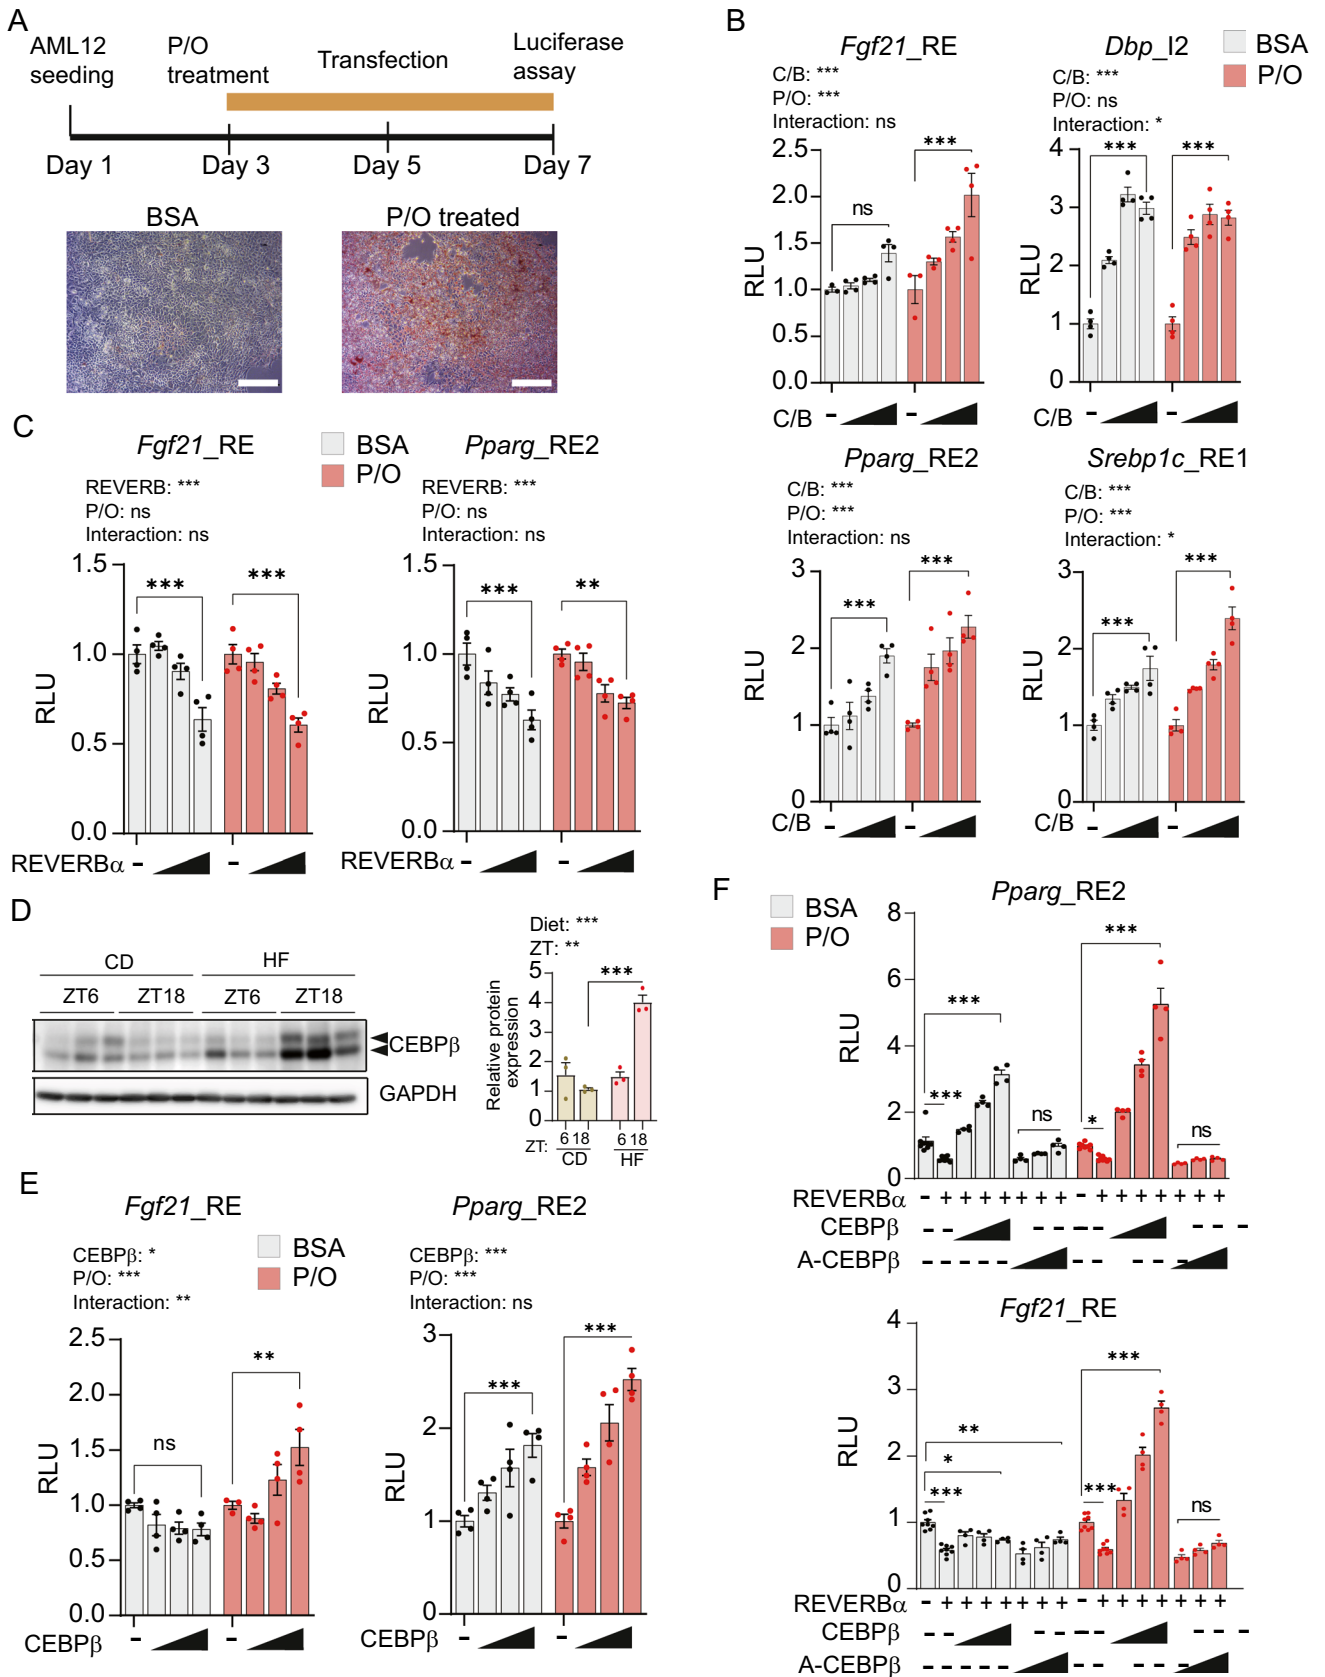 A
AML12 seeding
P/O treatment
Transfection
Luciferase assay
Day 1
Day 3
Day 5
Day 7
BSA
P/O treated
B
BSA
P/O
Fgf21_RE
C/B: ***
P/O: ***
Interaction: ns
ns
***
RLU
2.5
2.0
1.5
1.0
0.5
0.0
C/B
-
-
Dbp_I2
C/B: ***
P/O: ns
Interaction: *
***
***
RLU
4
3
2
1
0
-
-
Pparg_RE2
C/B: ***
P/O: ***
Interaction: ns
***
***
RLU
3
2
1
0
C/B
-
-
Srebp1c_RE1
C/B: ***
P/O: ***
Interaction: *
***
***
RLU
3
2
1
0
C/B
-
-
C
BSA
P/O
Fgf21_RE
REVERB: ***
P/O: ns
Interaction: ns
***
***
RLU
1.5
1.0
0.5
0.0
REVERBα
-
-
Pparg_RE2
REVERB: ***
P/O: ns
Interaction: ns
***
**
RLU
1.5
1.0
0.5
0.0
REVERBα
-
-
D
CD
HF
ZT6
ZT18
ZT6
ZT18
CEBPβ
GAPDH
Diet: ***
ZT: **
***
Relative protein expression
5
4
3
2
1
0
ZT:
6 18
6 18
CD
HF
E
BSA
P/O
Fgf21_RE
CEBPβ: *
P/O: ***
Interaction: **
ns
**
RLU
2.5
2.0
1.5
1.0
0.5
0.0
CEBPβ
-
-
Pparg_RE2
CEBPβ: ***
P/O: ***
Interaction: ns
***
***
RLU
3
2
1
0
CEBPβ
-
-
F
BSA
P/O
Pparg_RE2
RLU
8
6
4
2
0
***
***
ns
*
***
ns
REVERBα - + + + + + + + - + + + + + + +
CEBPβ - - - - - - - - -
A-CEBPβ - - - - - - - - - -
Fgf21_RE
RLU
4
3
2
1
0
***
*
**
***
***
ns
REVERBα - + + + + + + + - + + + + + + +
CEBPβ - - - - - - - - -
A-CEBPβ - - - - - - - - - -